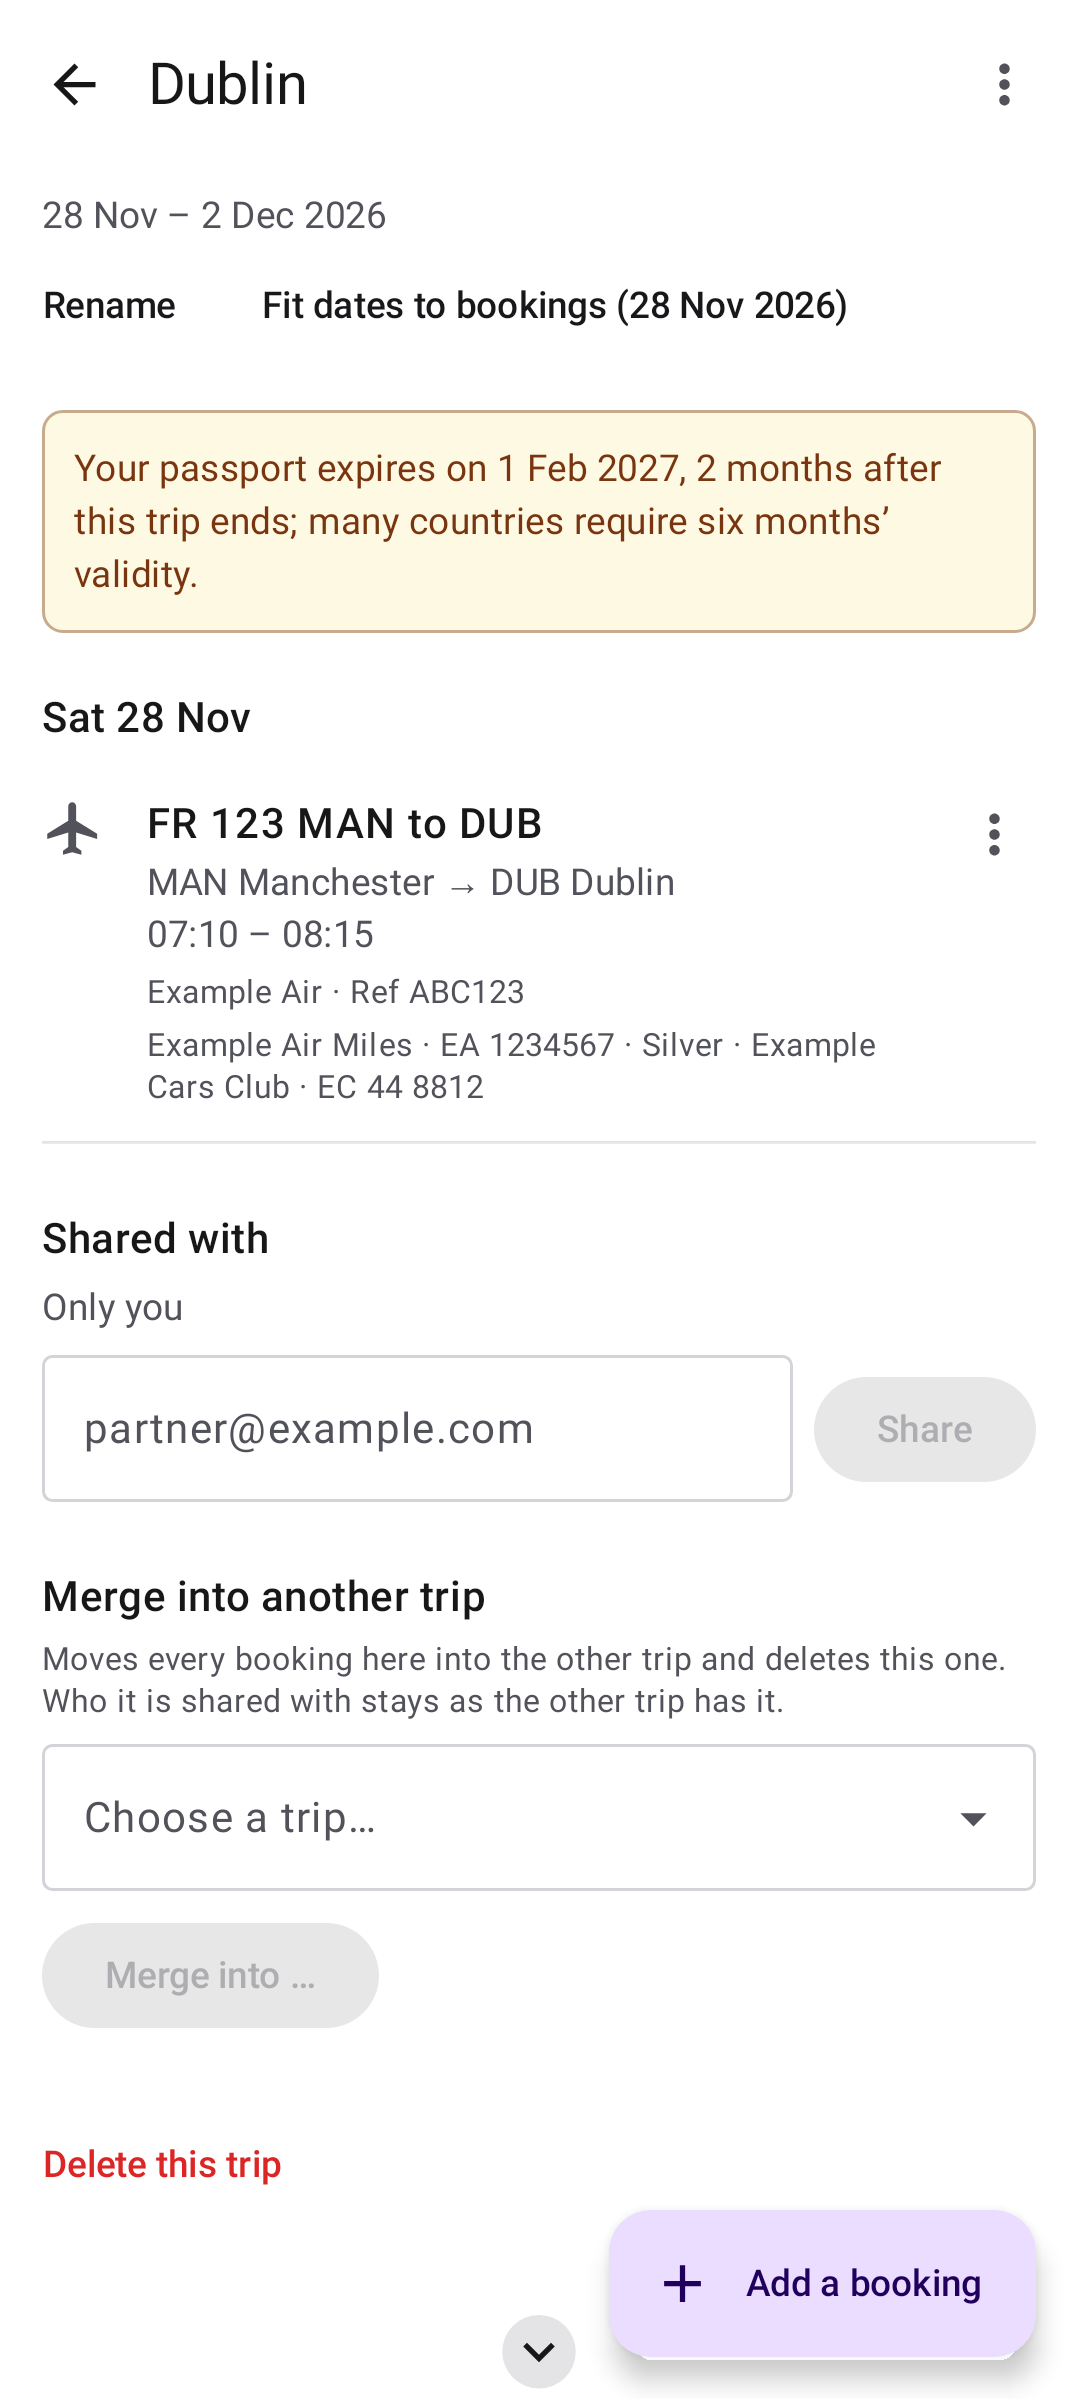 Dublin
28 Nov – 2 Dec 2026
Rename Fit dates to bookings (28 Nov 2026)
Your passport expires on 1 Feb 2027, 2 months after
this trip ends; many countries require six months’
validity.
Sat 28 Nov
FR 123 MAN to DUB
MAN Manchester → DUB Dublin
07:10 – 08:15
Example Air · Ref ABC123
Example Air Miles · EA 1234567 · Silver · Example
Cars Club · EC 44 8812
Shared with
Only you
partner@example.com
Share
Merge into another trip
Moves every booking here into the other trip and deletes this one.
Who it is shared with stays as the other trip has it.
Choose a trip…
Merge into …
Delete this trip
Add a booking